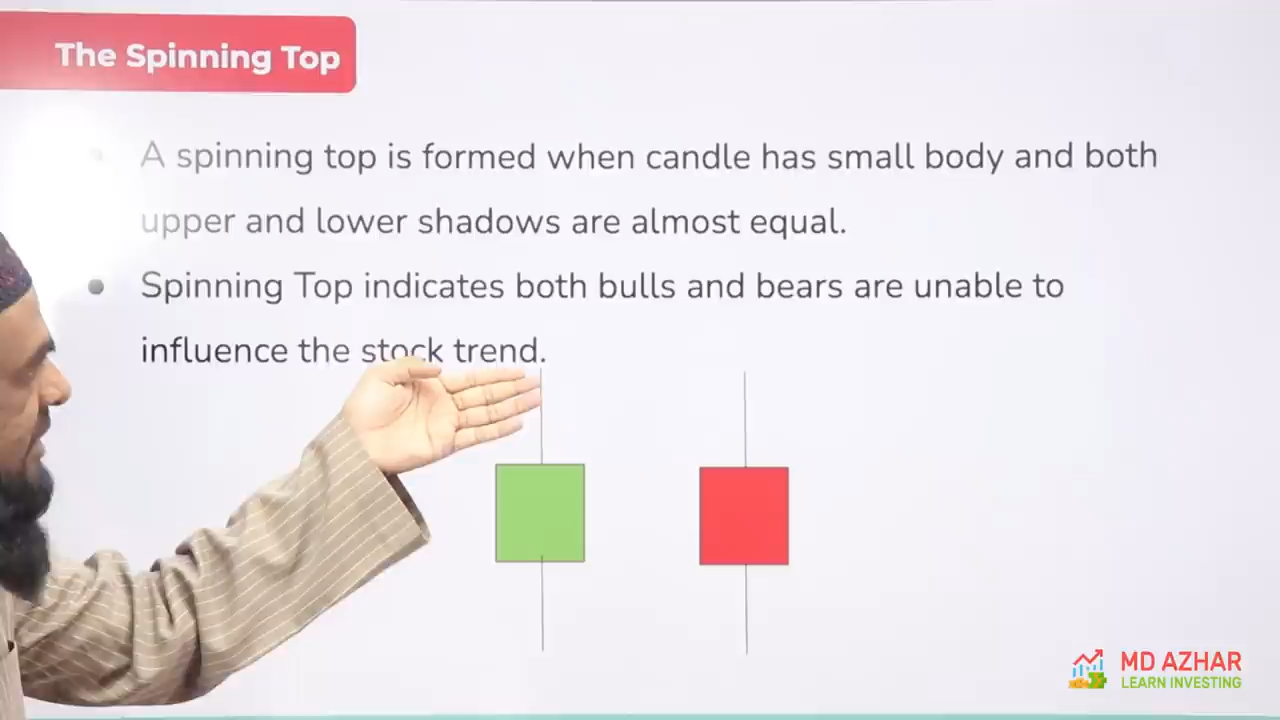 The Spinning Top
A spinning top is formed when candle has small body and both
upper and lower shadows are almost equal.
Spinning Top indicates both bulls and bears are unable to
influence the stock trend.
MD AZHAR
LEARN INVESTING